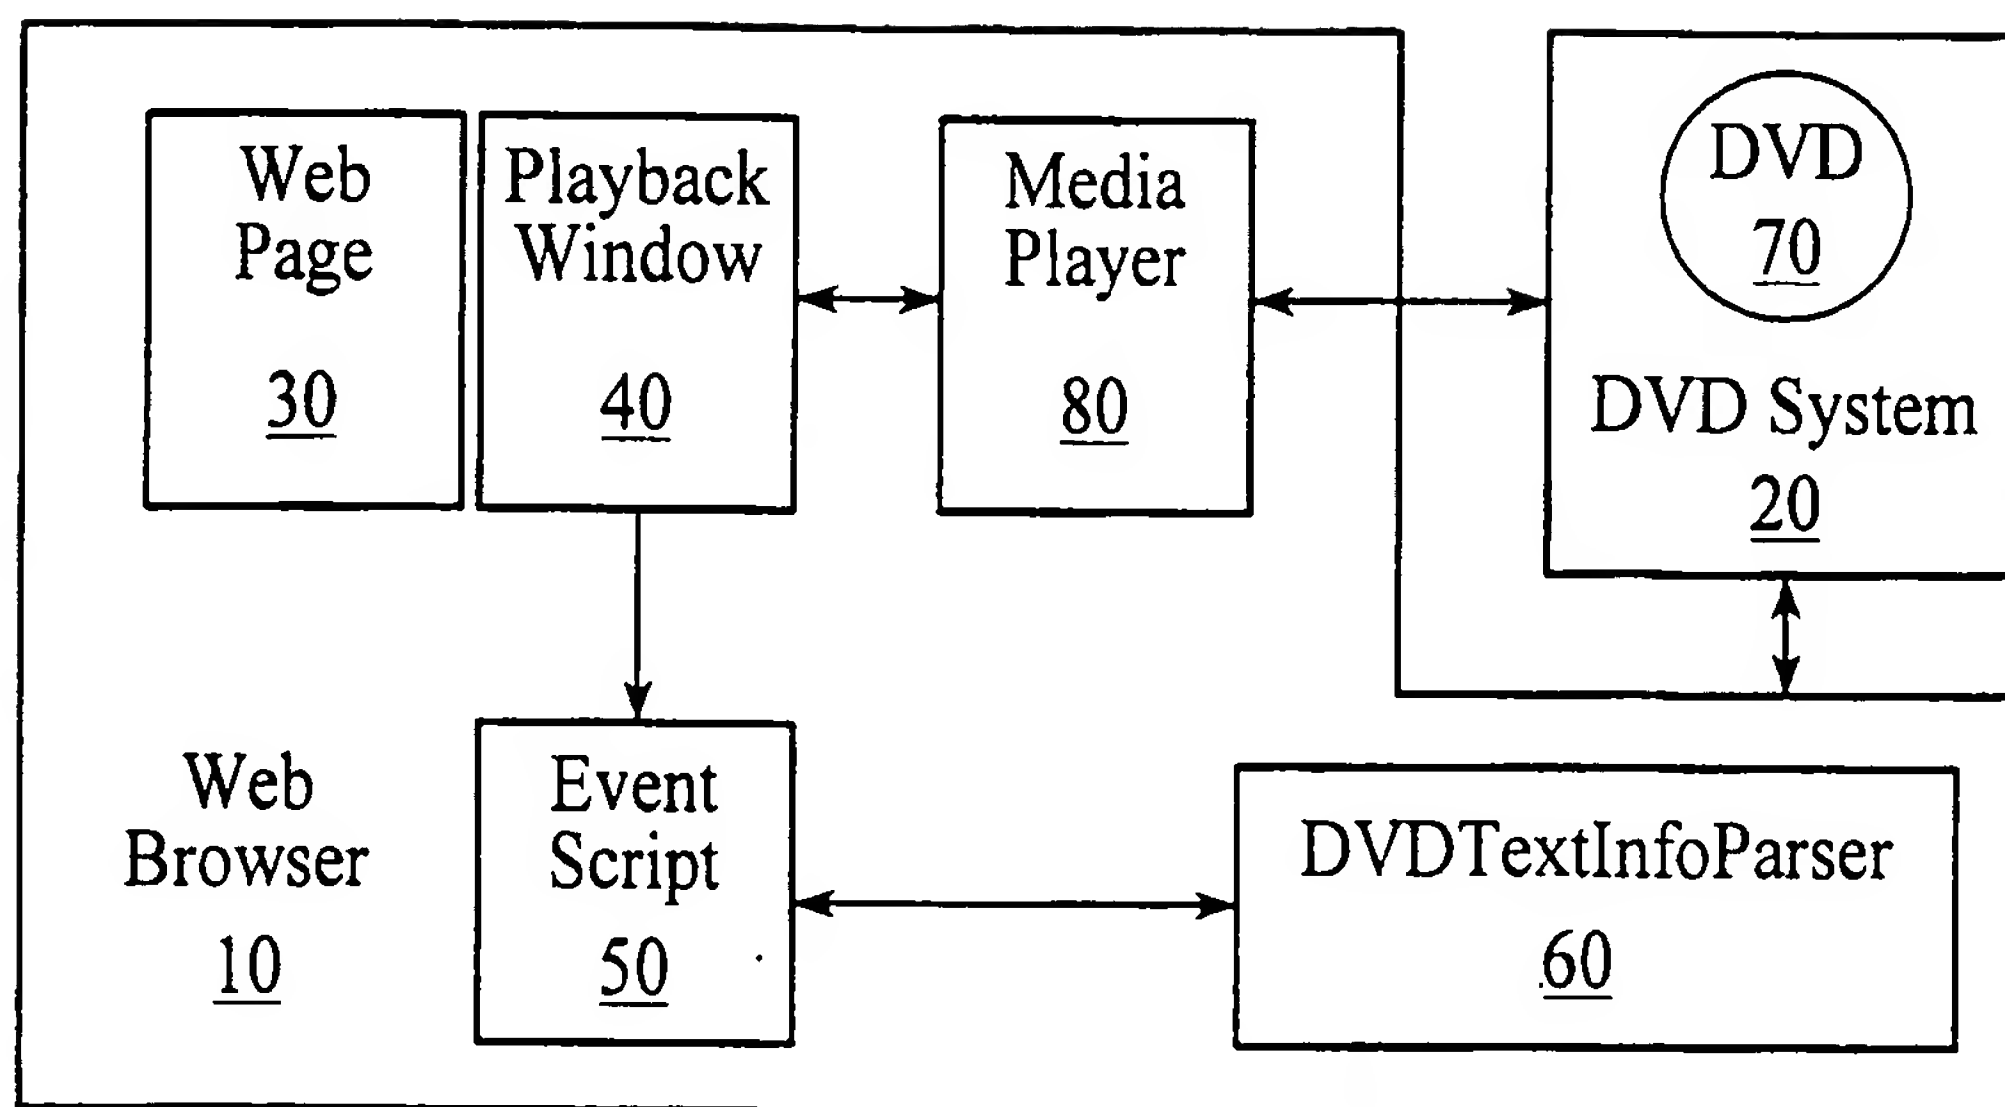 Web
Page
30
Playback
Window
40
Media
Player
80
DVD
70
DVD System
20
Web
Browser
10
Event
Script
50
DVDTextInfoParser
60